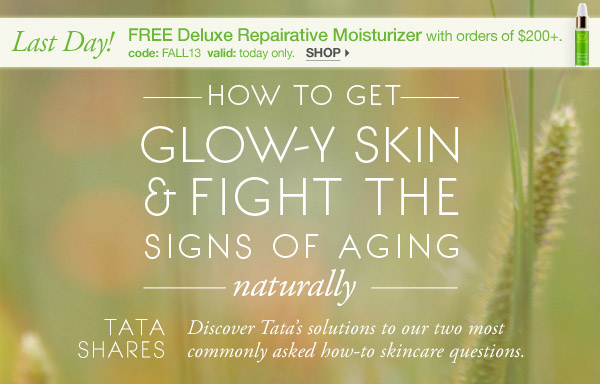 Last Day! FREE Deluxe Repairative Moisturizer with orders of $200+.
code: FALL13 valid: today only. SHOP
HOW TO GET
GLOW-Y SKIN
& FIGHT THE
SIGNS OF AGING
naturally
TATA Discover Tata's solutions to our two most
SHARES commonly asked how-to skincare questions.